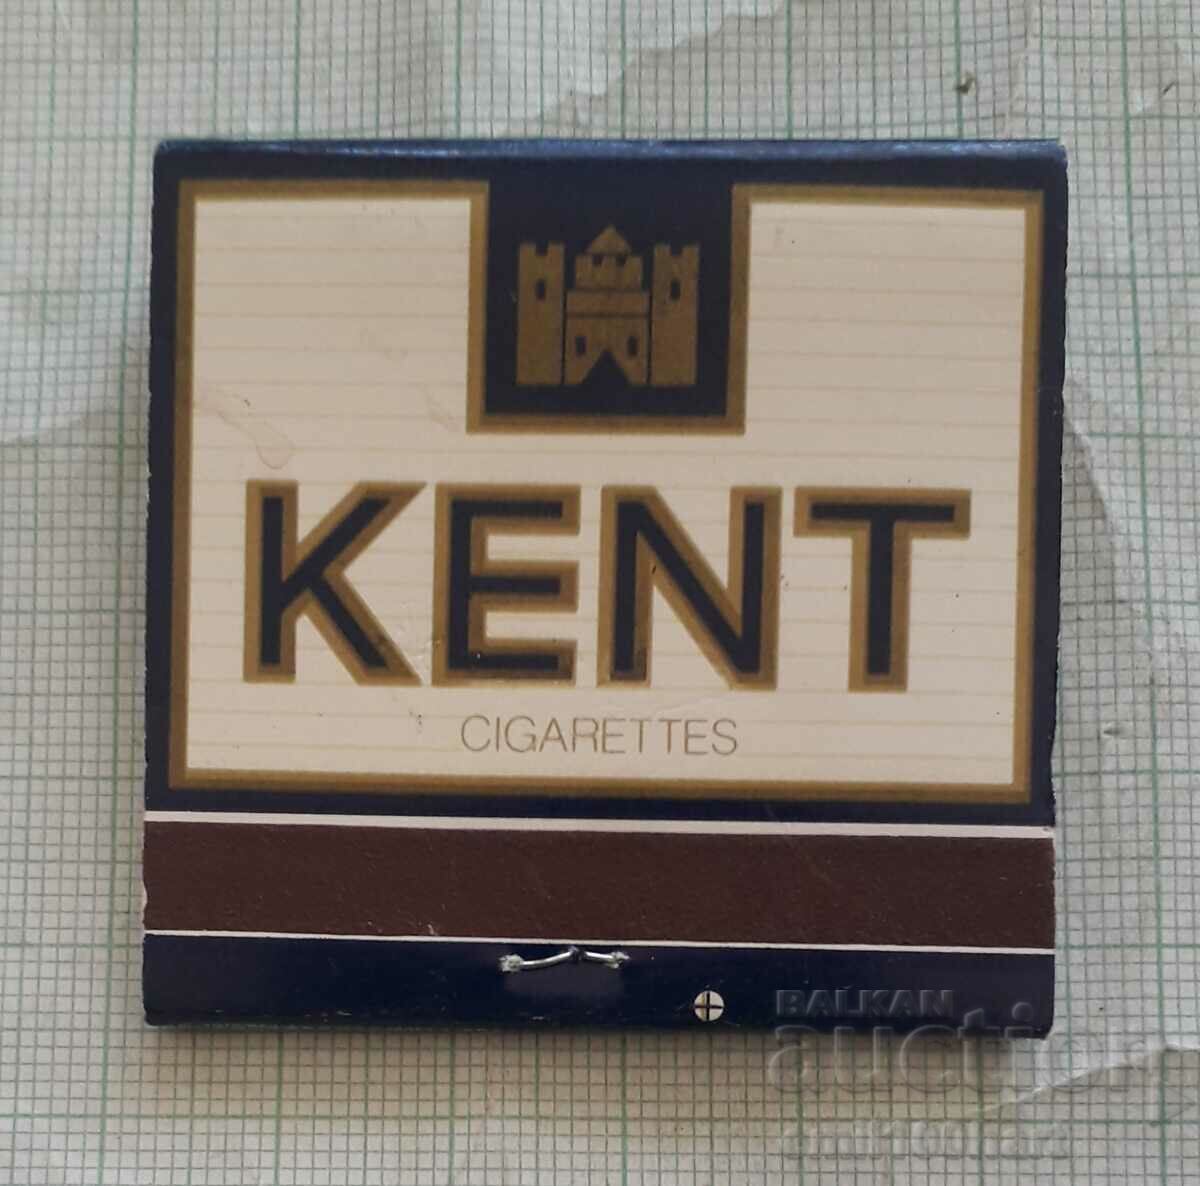 KENT
CIGARETTES
BALKAN
auction